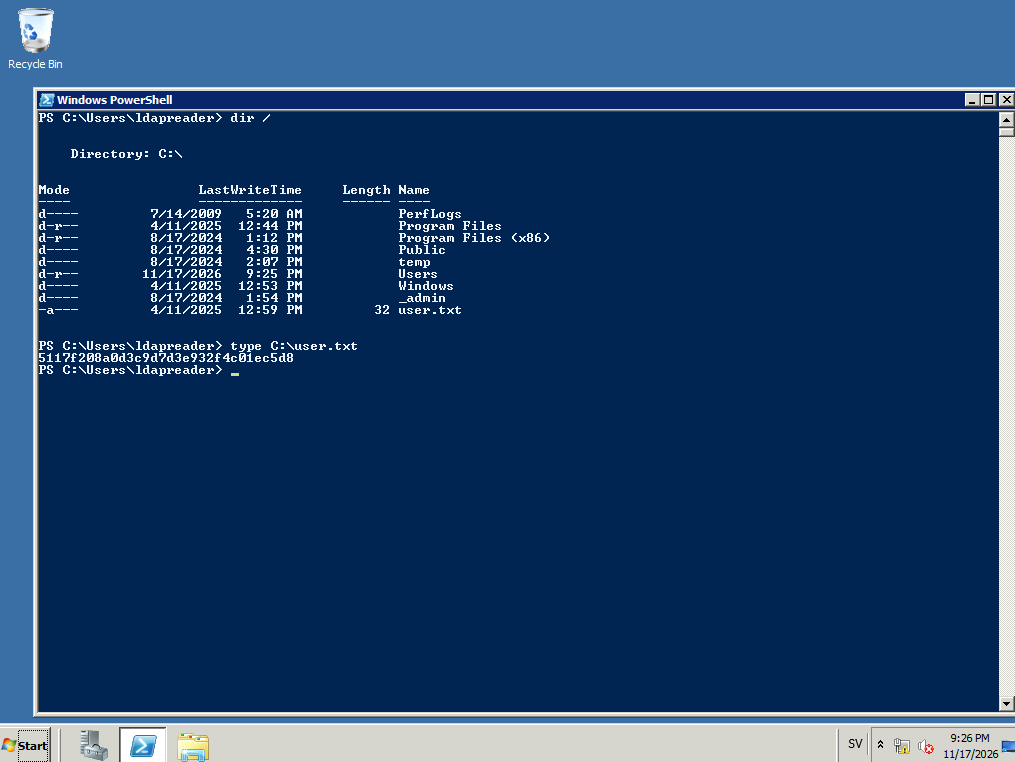 Recycle Bin
Windows PowerShell
PS C:\Users\ldapreader> dir /
Directory: C:\
Mode LastWriteTime Length Name
---- ------------- ------ ----
d---- 7/14/2009 5:20 AM PerfLogs
d-r-- 4/11/2025 12:44 PM Program Files
d-r-- 8/17/2024 1:12 PM Program Files (x86)
d---- 8/17/2024 4:30 PM Public
d---- 8/17/2024 2:07 PM temp
d-r-- 11/17/2026 9:25 PM Users
d---- 4/11/2025 12:53 PM Windows
d---- 8/17/2024 1:54 PM _admin
-a--- 4/11/2025 12:59 PM 32 user.txt
PS C:\Users\ldapreader> type C:\user.txt
5117f208a0d3c9d7d3e932f4c01ec5d8
PS C:\Users\ldapreader> _
Start
SV
9:26 PM
11/17/2026